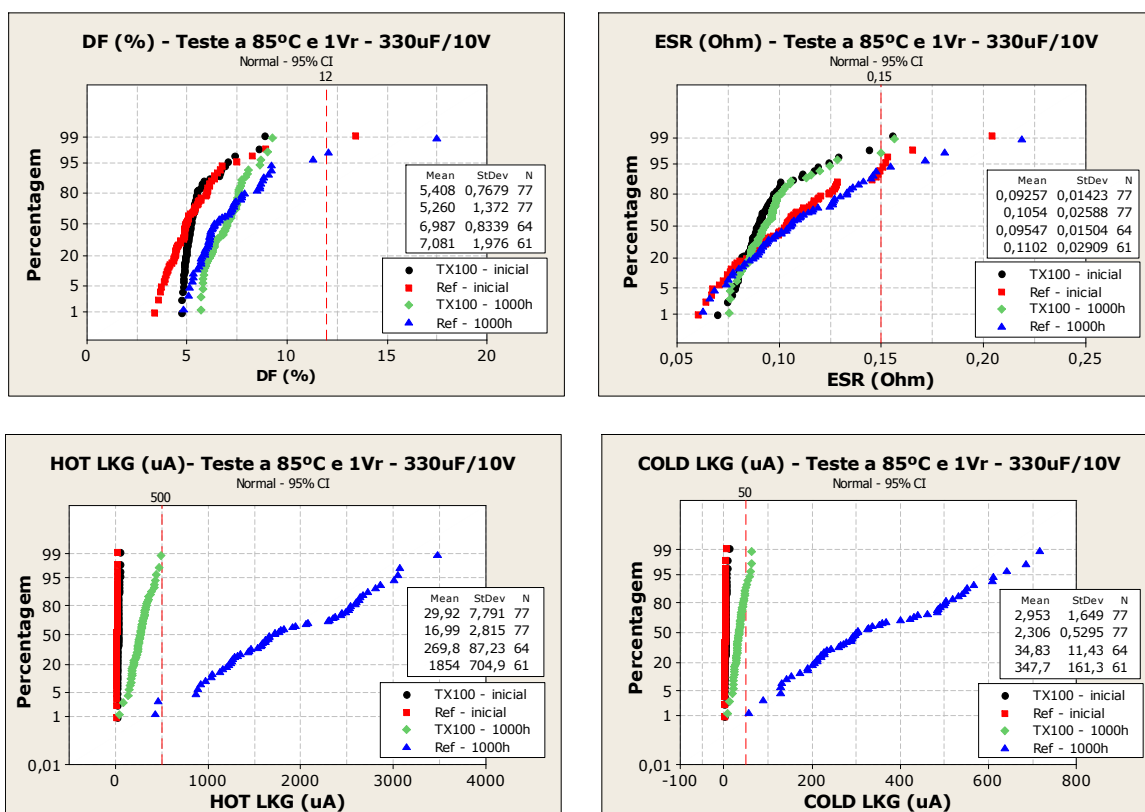 DF (%) - Teste a 85ºC e 1Vr - 330uF/10V
Normal - 95% CI
12
Percentagem
99
95
80
50
20
5
1
Mean StDev N
5,408 0,7679 77
5,260 1,372 77
6,987 0,8339 64
7,081 1,976 61
TX100 - inicial
Ref - inicial
TX100 - 1000h
Ref - 1000h
0 5 10 15 20
DF (%)
ESR (Ohm) - Teste a 85ºC e 1Vr - 330uF/10V
Normal - 95% CI
0,15
Percentagem
99
95
80
50
20
5
1
Mean StDev N
0,09257 0,01423 77
0,1054 0,02588 77
0,09547 0,01504 64
0,1102 0,02909 61
TX100 - inicial
Ref - inicial
TX100 - 1000h
Ref - 1000h
0,05 0,10 0,15 0,20 0,25
ESR (Ohm)
HOT LKG (uA)- Teste a 85ºC e 1Vr - 330uF/10V
Normal - 95% CI
500
Percentagem
99
95
80
50
20
5
1
0,01
Mean StDev N
29,92 7,791 77
16,99 2,815 77
269,8 87,23 64
1854 704,9 61
TX100 - inicial
Ref - inicial
TX100 - 1000h
Ref - 1000h
0 1000 2000 3000 4000
HOT LKG (uA)
COLD LKG (uA) - Teste a 85ºC e 1Vr - 330uF/10V
Normal - 95% CI
50
Percentagem
99
95
80
50
20
5
1
0,01
Mean StDev N
2,953 1,649 77
2,306 0,5295 77
34,83 11,43 64
347,7 161,3 61
TX100 - inicial
Ref - inicial
TX100 - 1000h
Ref - 1000h
-100 0 200 400 600 800
COLD LKG (uA)